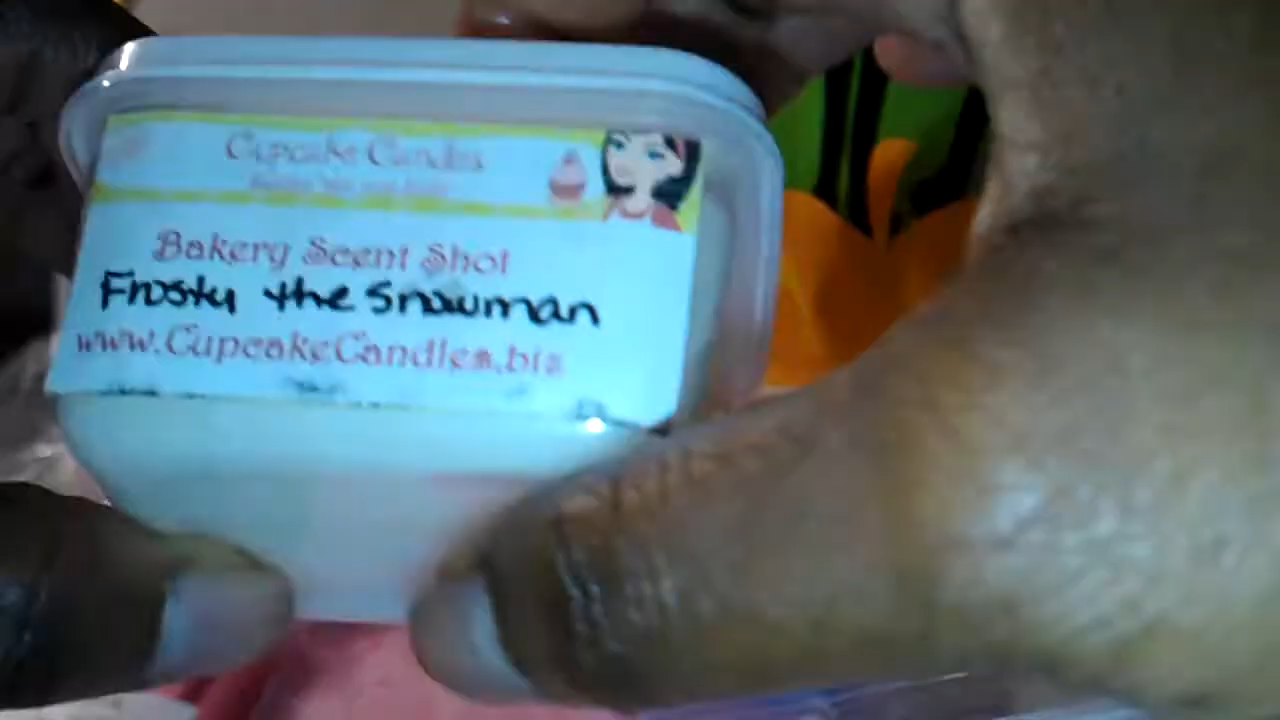 Cupcake Candles
Bakery Scent Shot
Frosty the Snowman
www.CupcakeCandles.biz